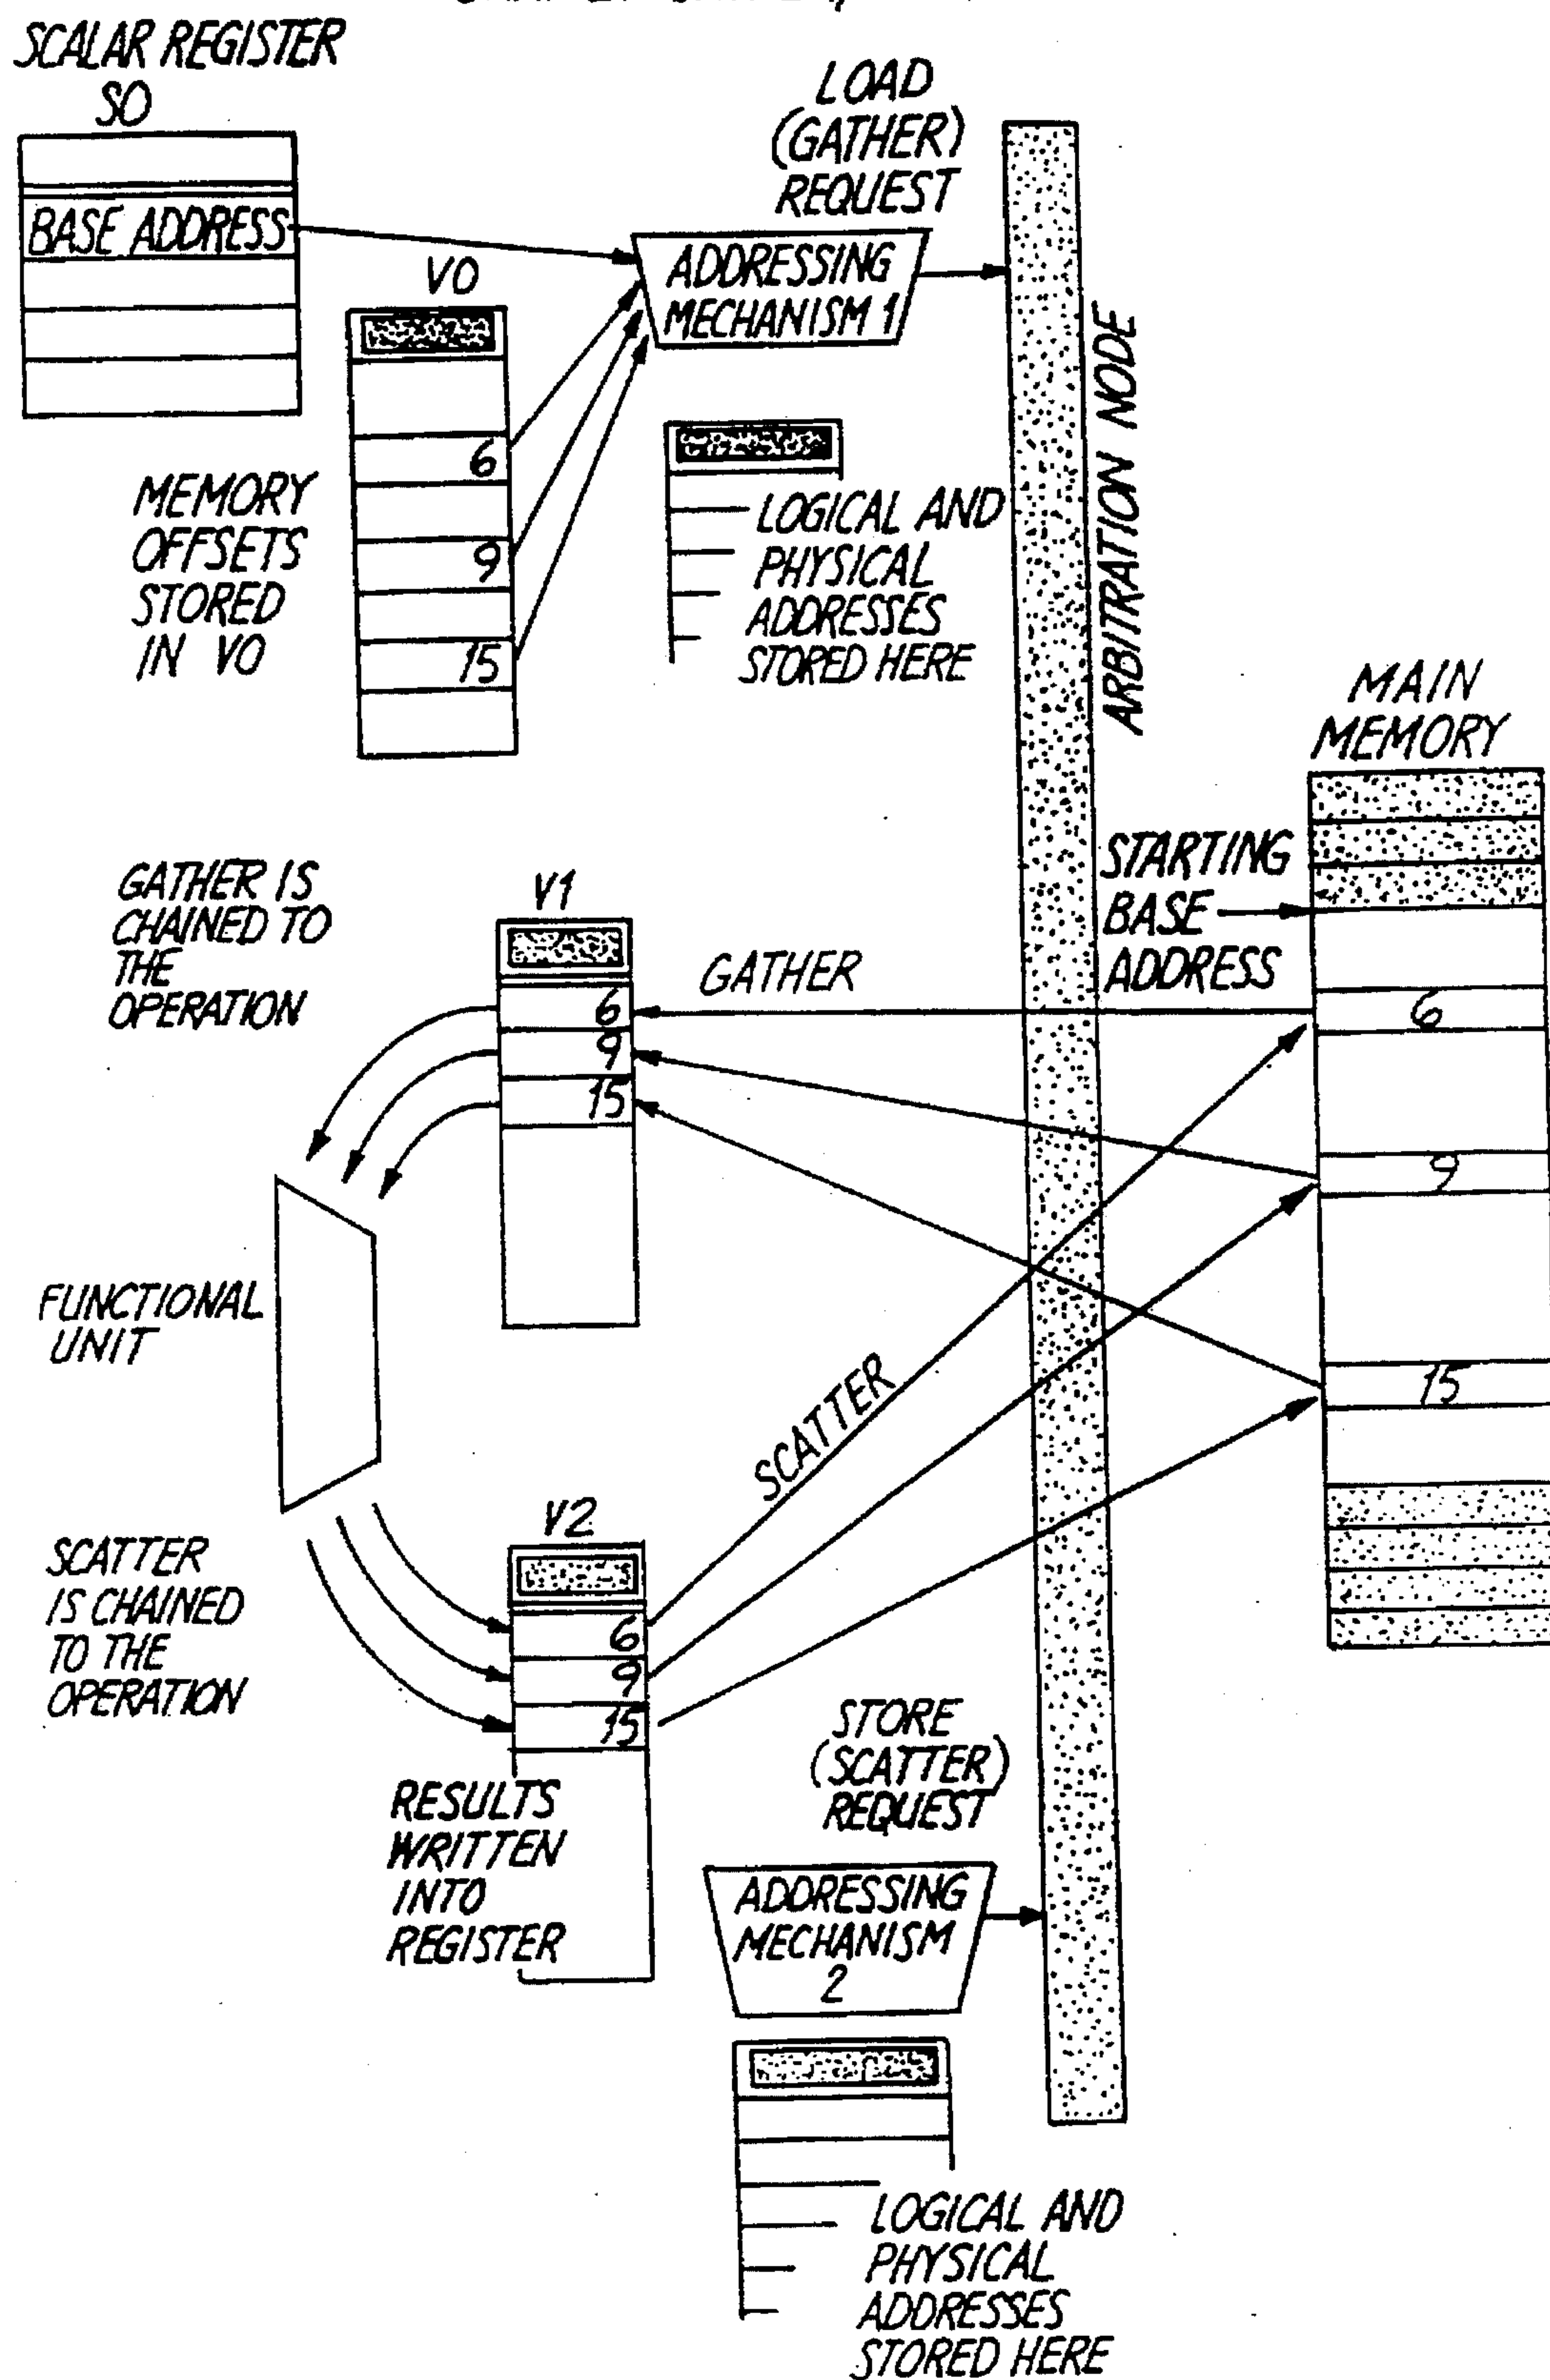 SCALAR REGISTER
SO
BASE ADDRESS
VO
6
9
15
MEMORY
OFFSETS
STORED
IN VO
LOAD
(GATHER)
REQUEST
ADDRESSING
MECHANISM 1
LOGICAL AND
PHYSICAL
ADDRESSES
STORED HERE
ARBITRATION NODE
MAIN
MEMORY
STARTING
BASE
ADDRESS
6
9
15
GATHER IS
CHAINED TO
THE
OPERATION
V1
6
9
15
GATHER
FUNCTIONAL
UNIT
SCATTER
SCATTER
IS CHAINED
TO THE
OPERATION
V2
6
9
15
RESULTS
WRITTEN
INTO
REGISTER
STORE
(SCATTER)
REQUEST
ADDRESSING
MECHANISM
2
LOGICAL AND
PHYSICAL
ADDRESSES
STORED HERE